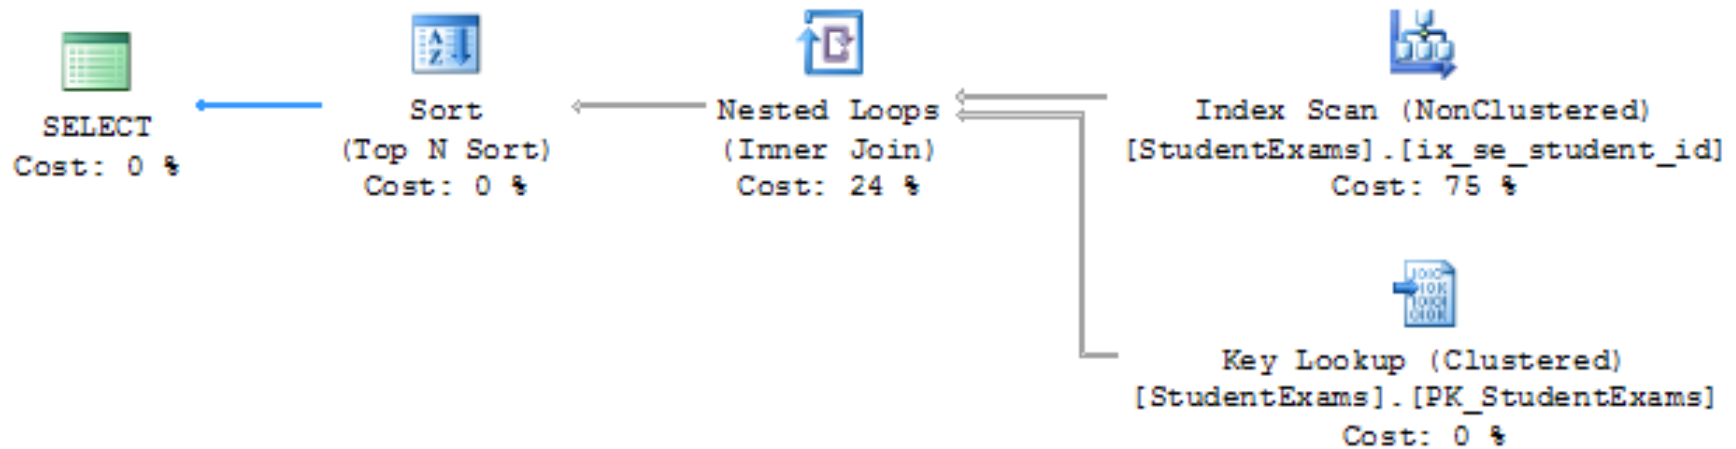 SELECT
Cost: 0 %
Sort
(Top N Sort)
Cost: 0 %
Nested Loops
(Inner Join)
Cost: 24 %
Index Scan (NonClustered)
[StudentExams].[ix_se_student_id]
Cost: 75 %
Key Lookup (Clustered)
[StudentExams].[PK_StudentExams]
Cost: 0 %